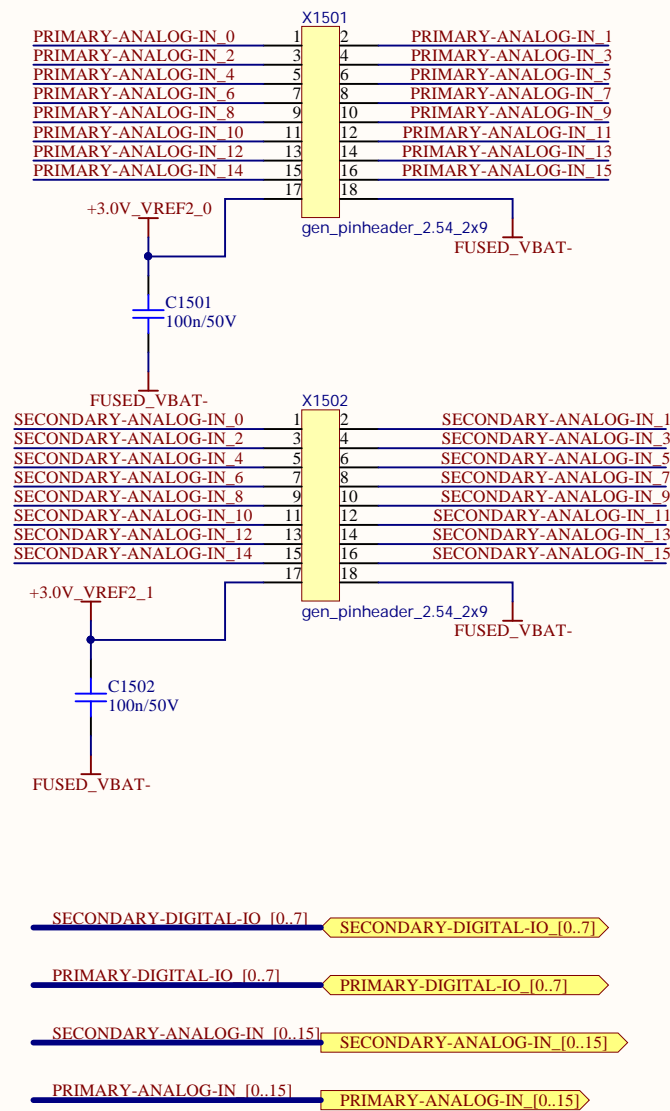 X1501
PRIMARY-ANALOG-IN_0 1 2 PRIMARY-ANALOG-IN_1
PRIMARY-ANALOG-IN_2 3 4 PRIMARY-ANALOG-IN_3
PRIMARY-ANALOG-IN_4 5 6 PRIMARY-ANALOG-IN_5
PRIMARY-ANALOG-IN_6 7 8 PRIMARY-ANALOG-IN_7
PRIMARY-ANALOG-IN_8 9 10 PRIMARY-ANALOG-IN_9
PRIMARY-ANALOG-IN_10 11 12 PRIMARY-ANALOG-IN_11
PRIMARY-ANALOG-IN_12 13 14 PRIMARY-ANALOG-IN_13
PRIMARY-ANALOG-IN_14 15 16 PRIMARY-ANALOG-IN_15
17 18
+3.0V_VREF2_0
gen_pinheader_2.54_2x9
FUSED_VBAT-
C1501
100n/50V
FUSED_VBAT-
X1502
SECONDARY-ANALOG-IN_0 1 2 SECONDARY-ANALOG-IN_1
SECONDARY-ANALOG-IN_2 3 4 SECONDARY-ANALOG-IN_3
SECONDARY-ANALOG-IN_4 5 6 SECONDARY-ANALOG-IN_5
SECONDARY-ANALOG-IN_6 7 8 SECONDARY-ANALOG-IN_7
SECONDARY-ANALOG-IN_8 9 10 SECONDARY-ANALOG-IN_9
SECONDARY-ANALOG-IN_10 11 12 SECONDARY-ANALOG-IN_11
SECONDARY-ANALOG-IN_12 13 14 SECONDARY-ANALOG-IN_13
SECONDARY-ANALOG-IN_14 15 16 SECONDARY-ANALOG-IN_15
17 18
+3.0V_VREF2_1
gen_pinheader_2.54_2x9
FUSED_VBAT-
C1502
100n/50V
FUSED_VBAT-
SECONDARY-DIGITAL-IO_[0..7] SECONDARY-DIGITAL-IO_[0..7]
PRIMARY-DIGITAL-IO_[0..7] PRIMARY-DIGITAL-IO_[0..7]
SECONDARY-ANALOG-IN_[0..15] SECONDARY-ANALOG-IN_[0..15]
PRIMARY-ANALOG-IN_[0..15] PRIMARY-ANALOG-IN_[0..15]